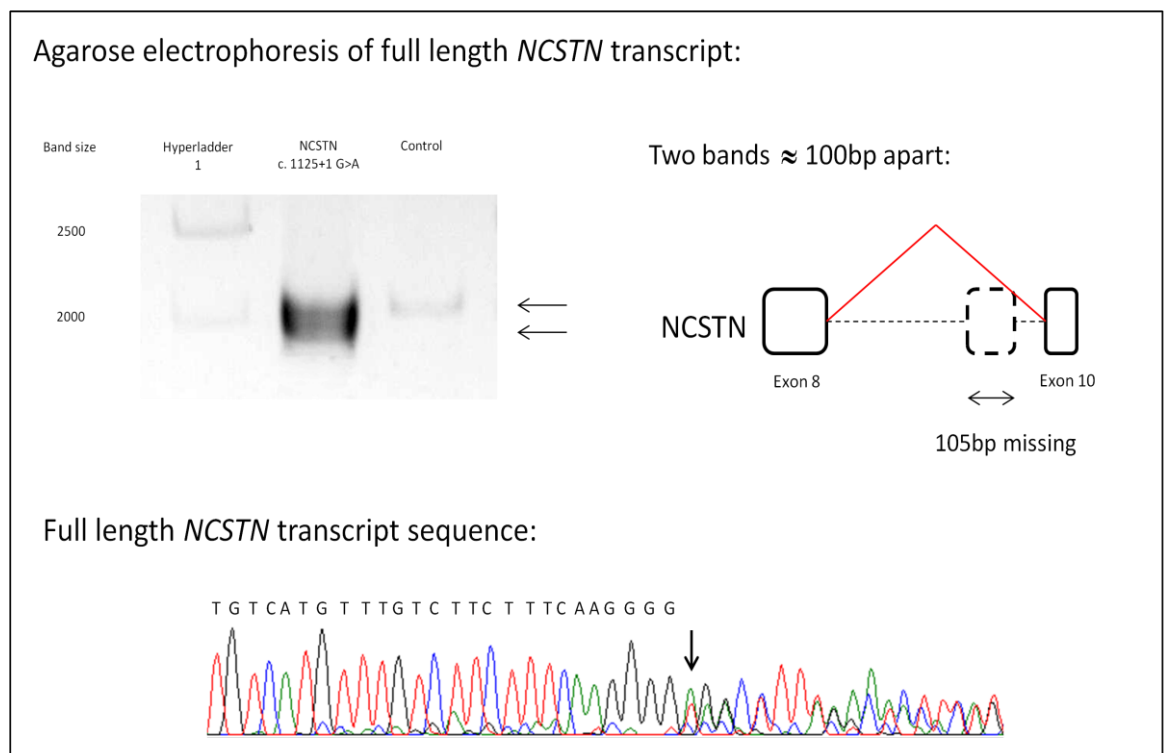 Agarose electrophoresis of full length NCSTN transcript:
Band size
Hyperladder
1
NCSTN
c. 1125+1 G>A
Control
2500
2000
Two bands ≈ 100bp apart:
NCSTN
Exon 8
Exon 10
105bp missing
Full length NCSTN transcript sequence:
T G T C A T G T T T G T C T T C T T T C A A G G G G